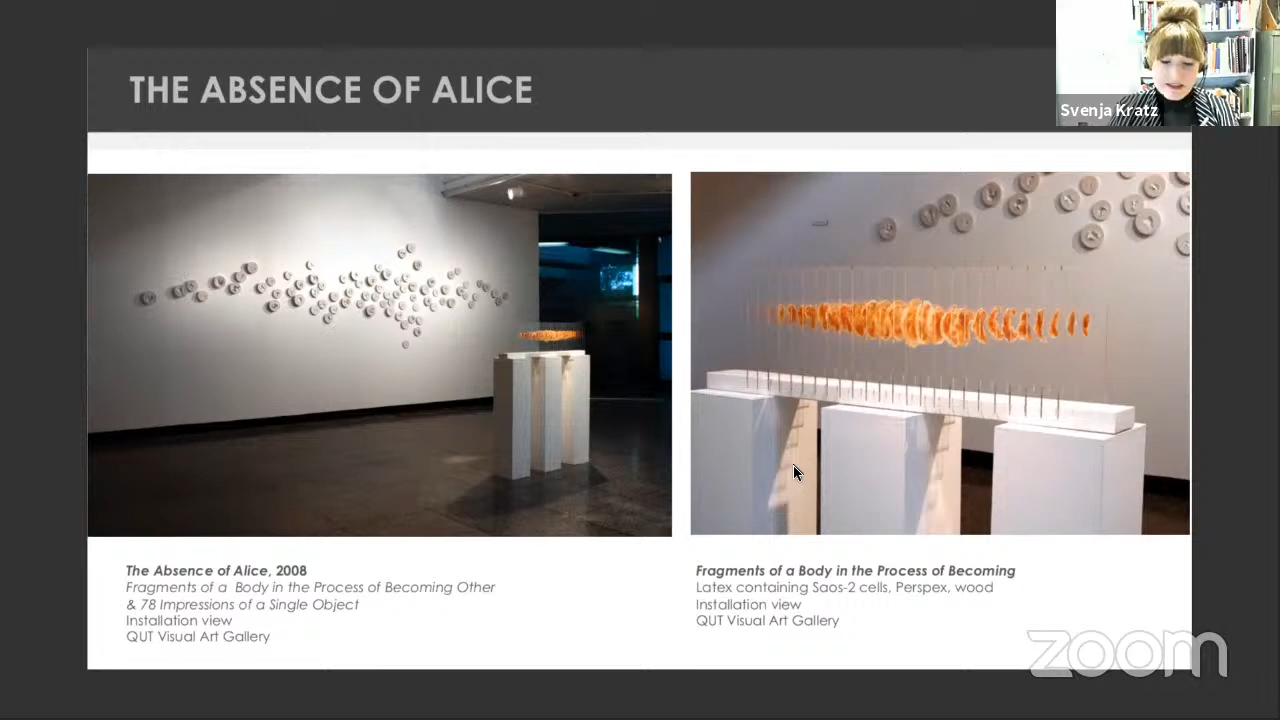 THE ABSENCE OF ALICE
Svenja Kratz
The Absence of Alice, 2008
Fragments of a Body in the Process of Becoming Other
& 78 Impressions of a Single Object
Installation view
QUT Visual Art Gallery
Fragments of a Body in the Process of Becoming
Latex containing Saos-2 cells, Perspex, wood
Installation view
QUT Visual Art Gallery
zoom